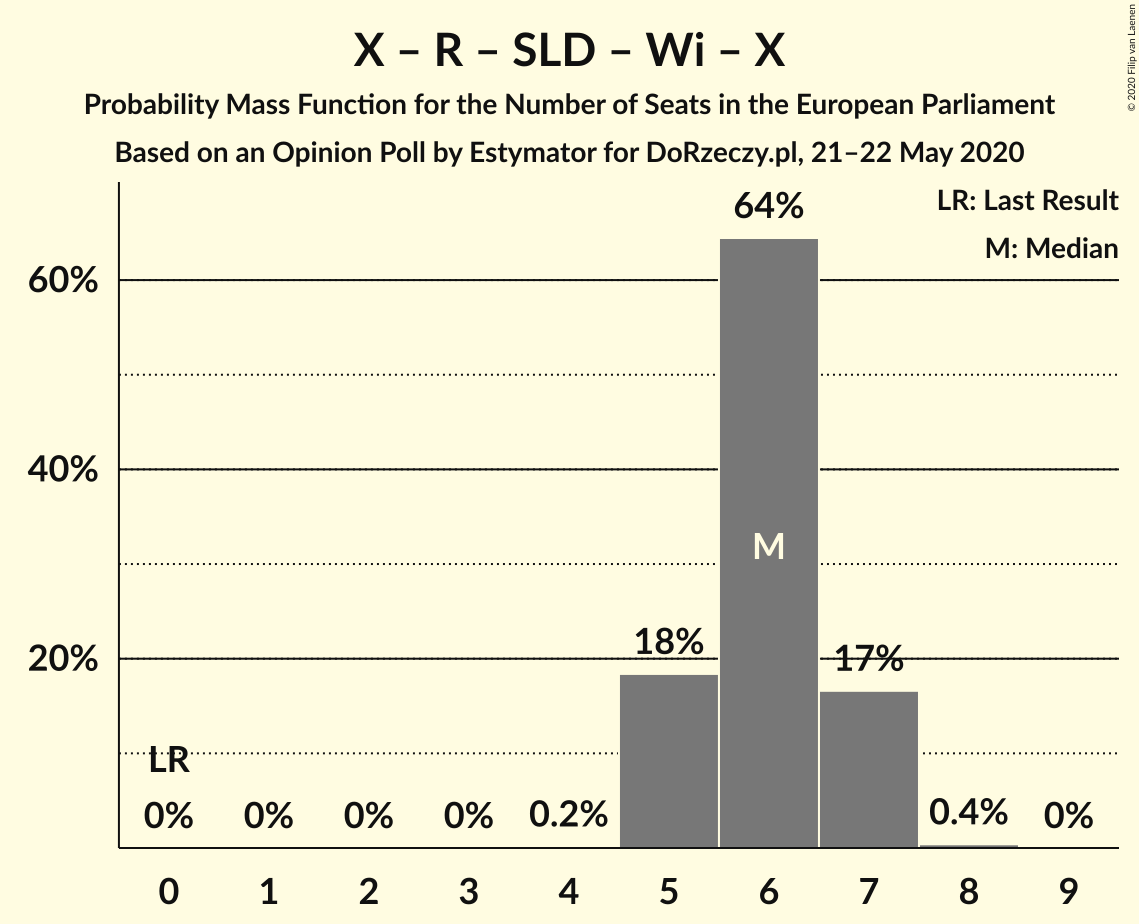 X – R – SLD – Wi – X
Probability Mass Function for the Number of Seats in the European Parliament
Based on an Opinion Poll by Estymator for DoRzeczy.pl, 21–22 May 2020
© 2020 Filip van Laenen
LR: Last Result
M: Median
64%
60%
40%
M
18%
20%
17%
LR
0%
0%
0%
0%
0.2%
0.4%
0%
0 1 2 3 4 5 6 7 8 9